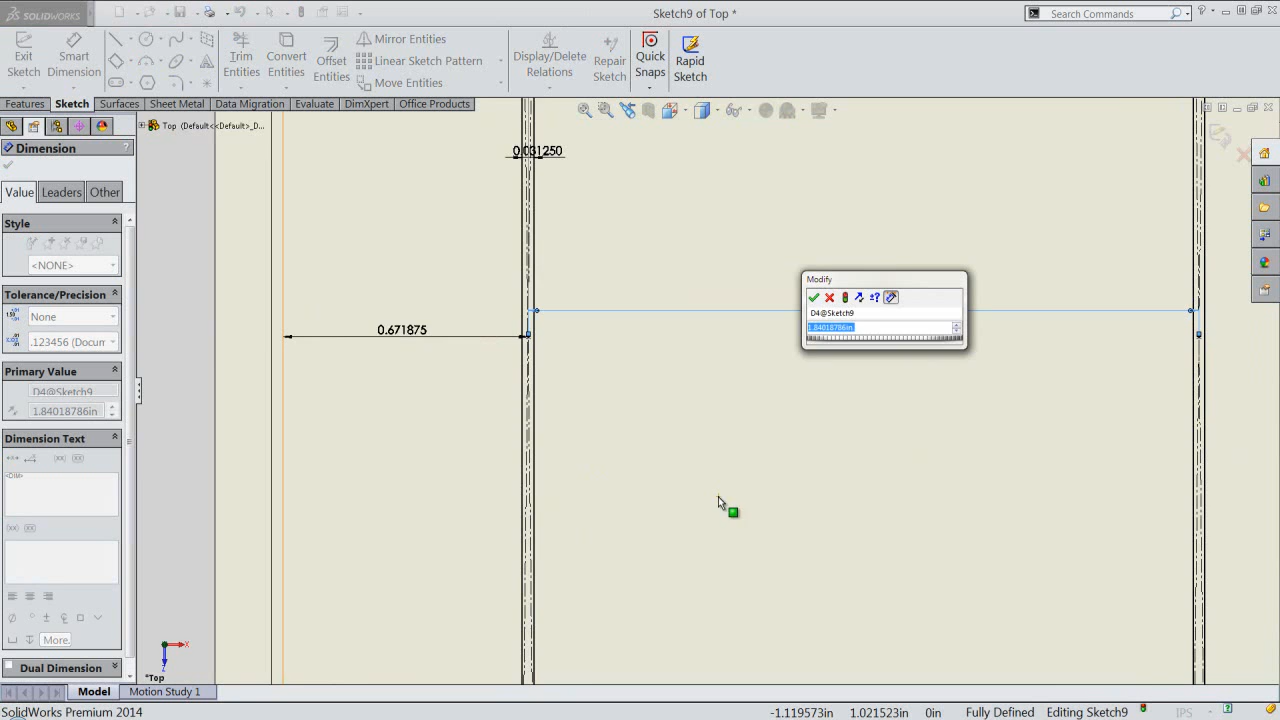 SOLIDWORKS
Sketch9 of Top *
Search Commands
Exit Sketch
Smart Dimension
Trim Entities
Convert Entities
Offset Entities
Mirror Entities
Linear Sketch Pattern
Move Entities
Display/Delete Relations
Repair Sketch
Quick Snaps
Rapid Sketch
Features
Sketch
Surfaces
Sheet Metal
Data Migration
Evaluate
DimXpert
Office Products
Top (Default<<Default>_D...
Dimension
?
Value
Leaders
Other
Style
<NONE>
Tolerance/Precision
None
.123456 (Docum
Primary Value
D4@Sketch9
1.84018786in
Dimension Text
<DIM>
More.
Dual Dimension
0.031250
0.671875
Modify
D4@Sketch9
1.84018786in
X
Z
*Top
Model
Motion Study 1
SolidWorks Premium 2014
-1.119573in
1.021523in
0in
Fully Defined
Editing Sketch9
IPS